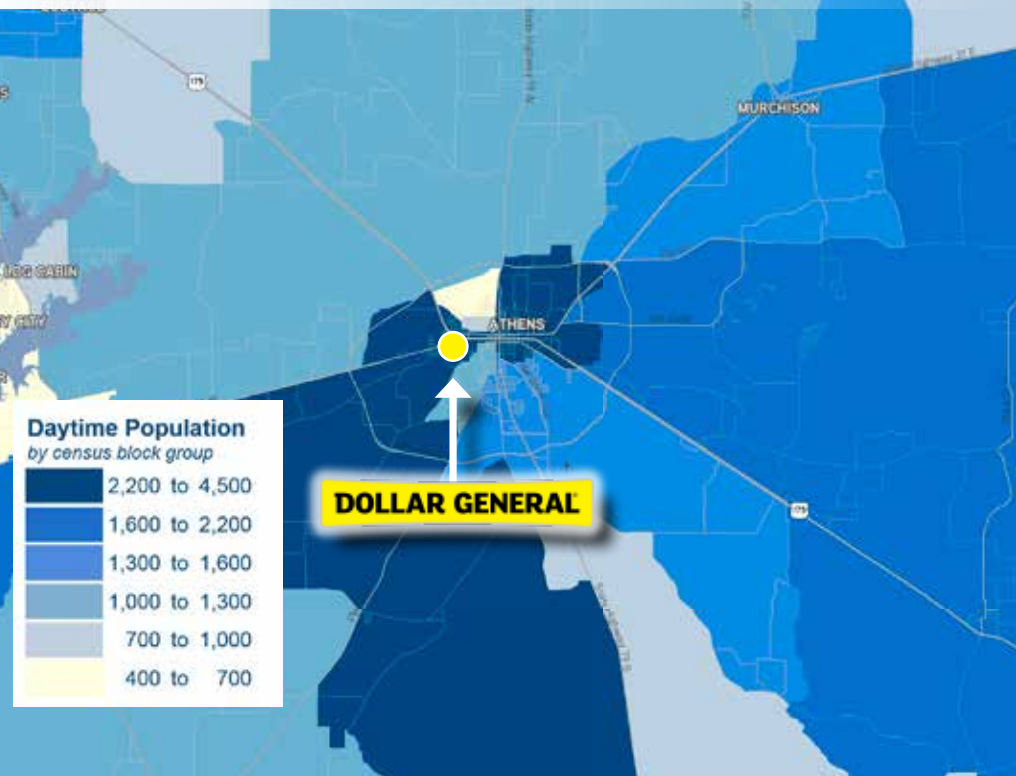 175
MURCHISON
LOG CABIN
ATHENS
DOLLAR GENERAL
175
Daytime Population
by census block group
2,200 to 4,500
1,600 to 2,200
1,300 to 1,600
1,000 to 1,300
700 to 1,000
400 to 700